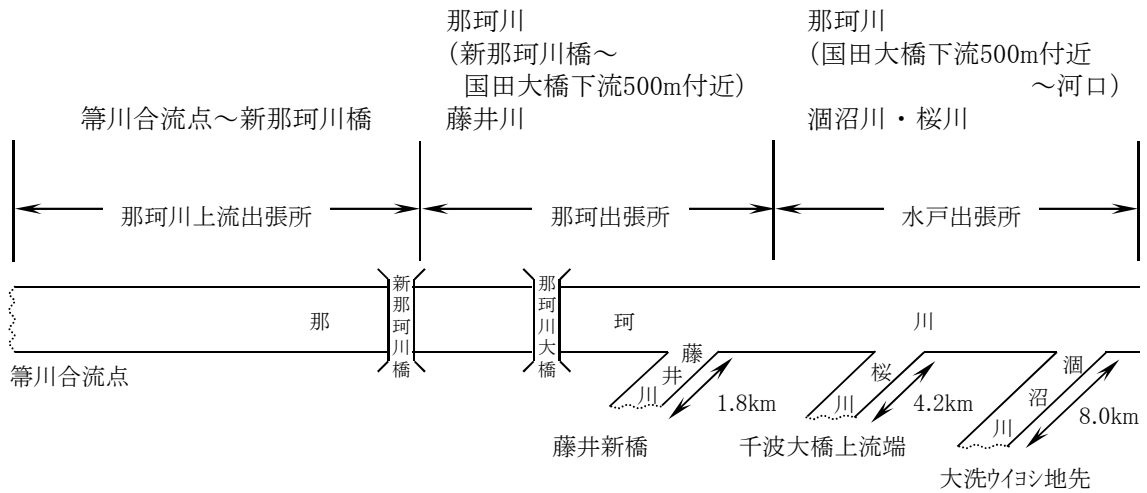 那珂川
(新那珂川橋～
国田大橋下流500m付近)
藤井川
那珂川
(国田大橋下流500m付近
～河口)
涸沼川・桜川
箒川合流点～新那珂川橋
那珂川上流出張所
那珂出張所
水戸出張所
新那珂川橋
那珂川大橋
那
珂
川
箒川合流点
藤井川
1.8km
藤井新橋
桜川
4.2km
千波大橋上流端
涸沼川
8.0km
大洗ウイヨシ地先